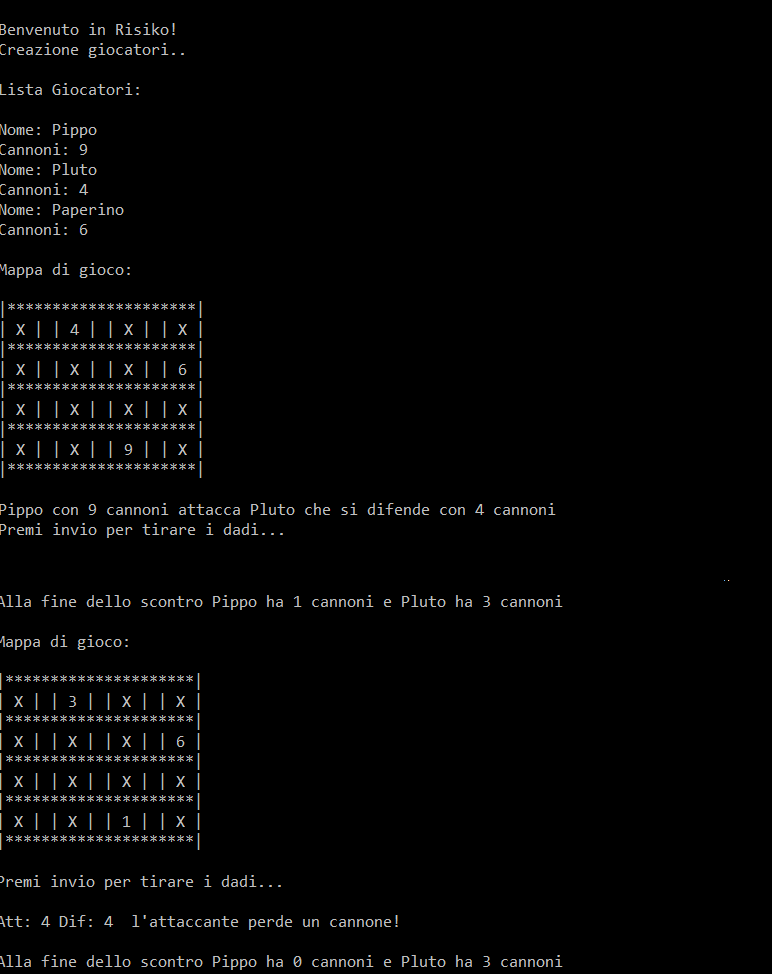 Benvenuto in Risiko!
Creazione giocatori..
Lista Giocatori:
Nome: Pippo
Cannoni: 9
Nome: Pluto
Cannoni: 4
Nome: Paperino
Cannoni: 6
Mappa di gioco:
|*********************|
| X | | 4 | | X | | X |
|*********************|
| X | | X | | X | | 6 |
|*********************|
| X | | X | | X | | X |
|*********************|
| X | | X | | 9 | | X |
|*********************|
Pippo con 9 cannoni attacca Pluto che si difende con 4 cannoni
Premi invio per tirare i dadi...
Alla fine dello scontro Pippo ha 1 cannoni e Pluto ha 3 cannoni
Mappa di gioco:
|*********************|
| X | | 3 | | X | | X |
|*********************|
| X | | X | | X | | 6 |
|*********************|
| X | | X | | X | | X |
|*********************|
| X | | X | | 1 | | X |
|*********************|
Premi invio per tirare i dadi...
Att: 4 Dif: 4  l'attaccante perde un cannone!
Alla fine dello scontro Pippo ha 0 cannoni e Pluto ha 3 cannoni